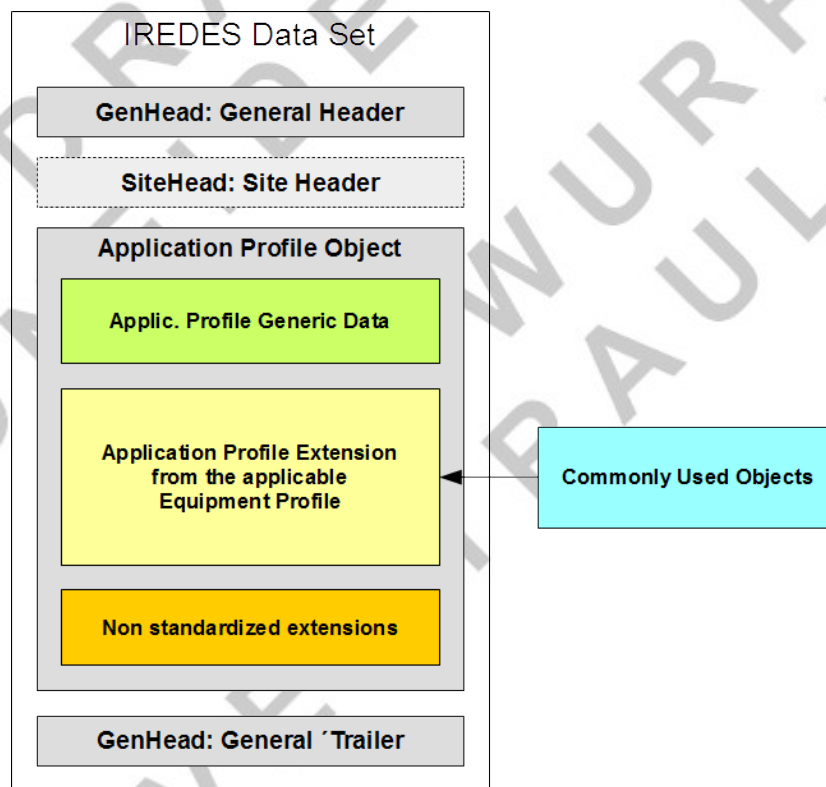 IREDES Data Set
GenHead: General Header
SiteHead: Site Header
Application Profile Object
Applic. Profile Generic Data
Application Profile Extension
from the applicable
Equipment Profile
Commonly Used Objects
Non standardized extensions
GenHead: General ´Trailer